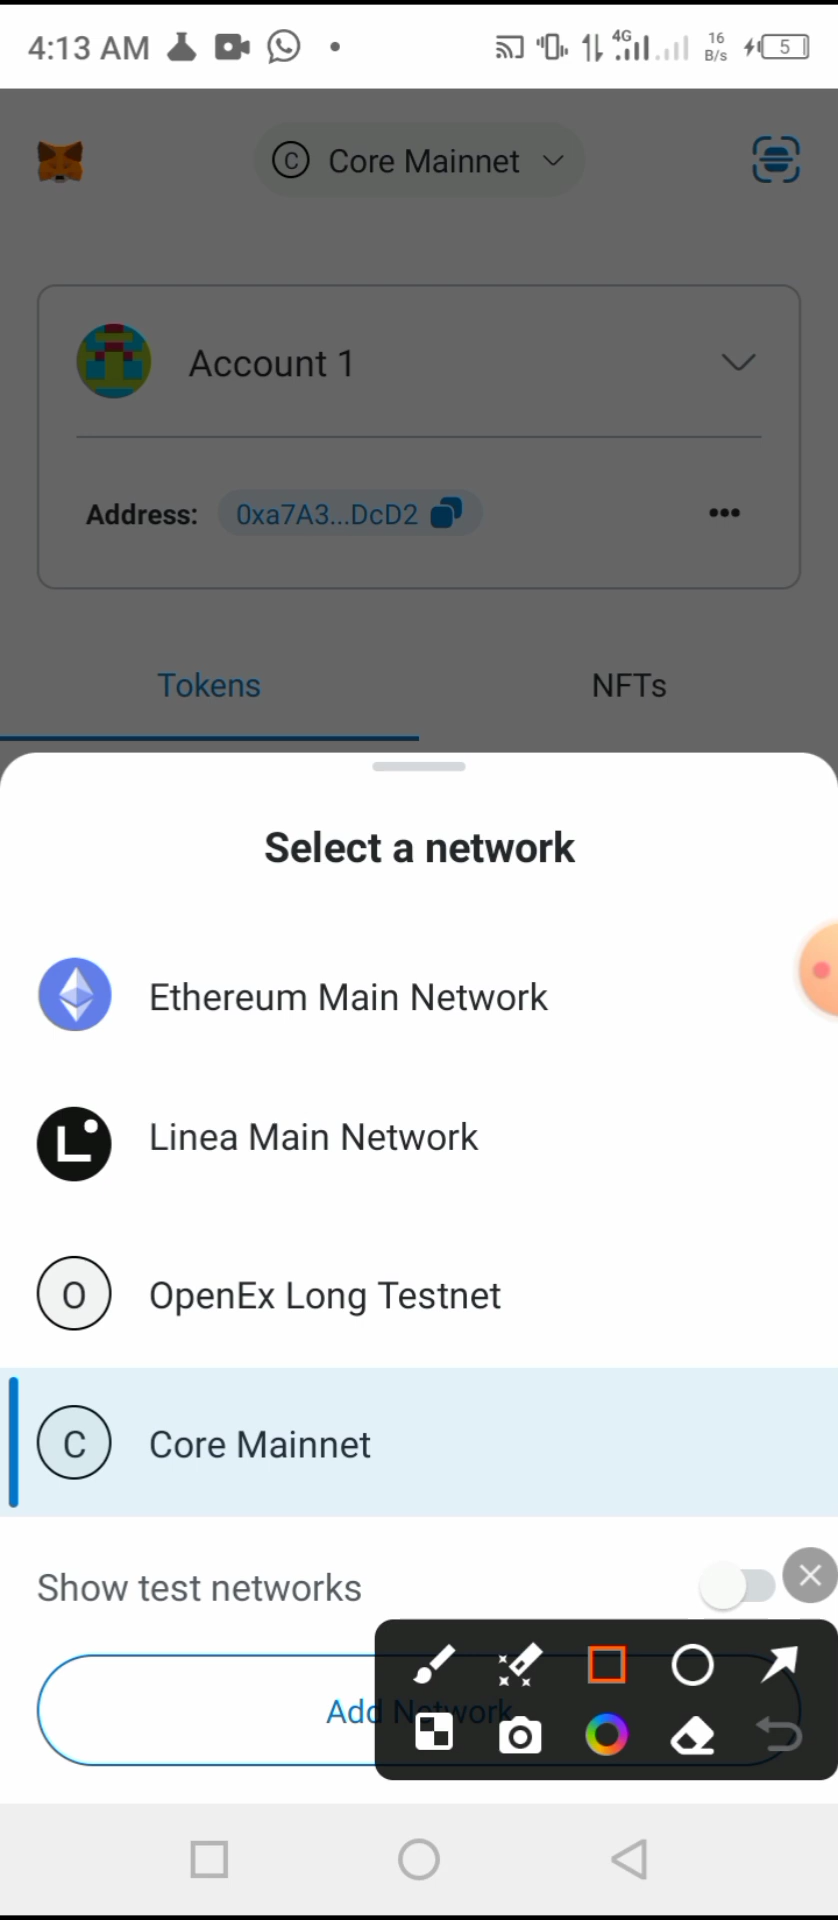 4:13 AM 4G 16 B/s 5
C Core Mainnet
Account 1
Address: 0xa7A3...DcD2
Tokens NFTs
Select a network
Ethereum Main Network
L Linea Main Network
O OpenEx Long Testnet
C Core Mainnet
Show test networks
Add Network